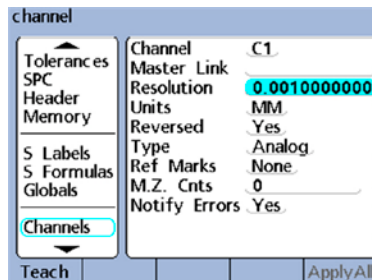 channel
Tolerances
SPC
Header
Memory
S Labels
S Formulas
Globals
Channels
Channel C1
Master Link
Resolution 0.0010000000
Units MM
Reversed Yes
Type Analog
Ref Marks None
M.Z. Cnts 0
Notify Errors Yes
Teach ApplyAll